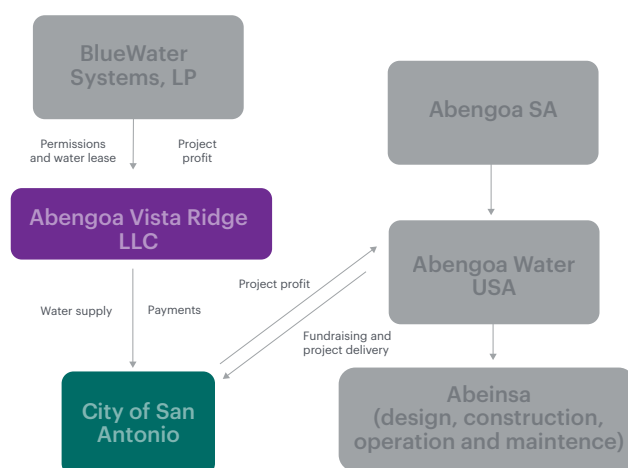 BlueWater
Systems, LP
Abengoa SA
Permissions
and water lease
Project
profit
Abengoa Vista Ridge
LLC
Abengoa Water
USA
Water supply
Payments
Project profit
Fundraising and
project delivery
City of San
Antonio
Abeinsa
(design, construction,
operation and maintence)